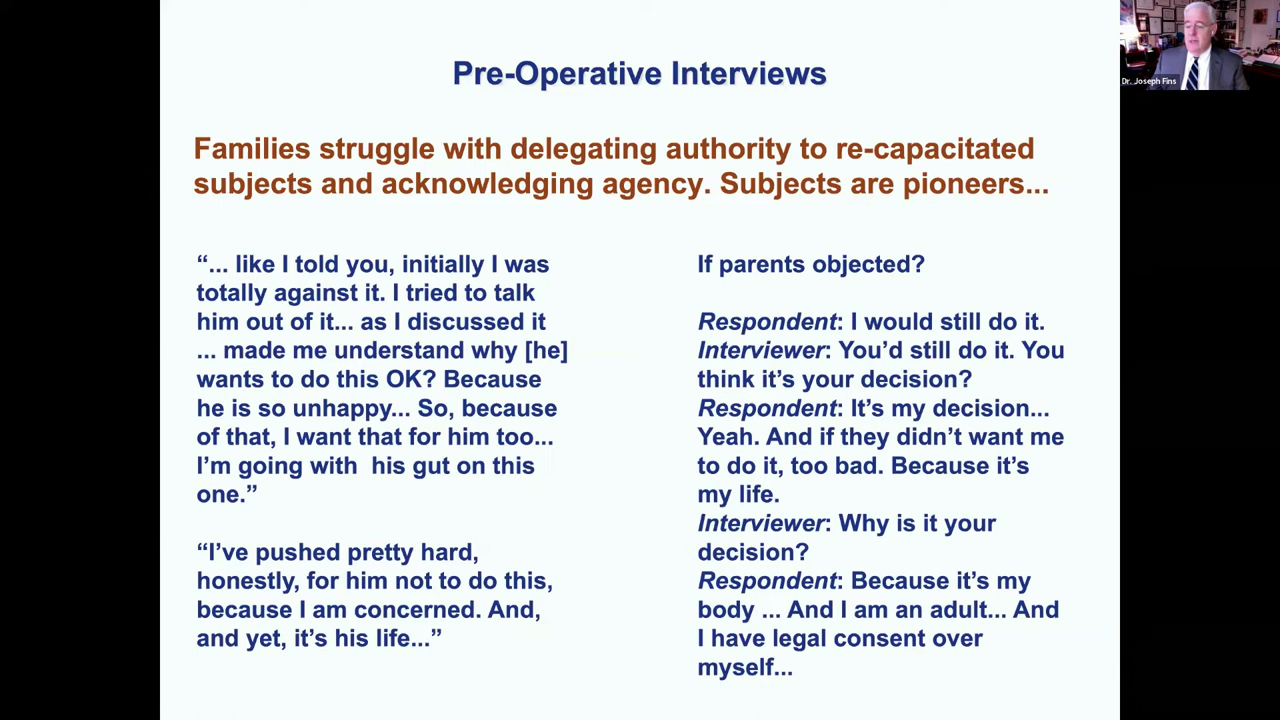 Pre-Operative Interviews
Families struggle with delegating authority to re-capacitated
subjects and acknowledging agency. Subjects are pioneers...
“... like I told you, initially I was
totally against it. I tried to talk
him out of it... as I discussed it
... made me understand why [he]
wants to do this OK? Because
he is so unhappy... So, because
of that, I want that for him too...
I’m going with his gut on this
one.”
“I’ve pushed pretty hard,
honestly, for him not to do this,
because I am concerned. And,
and yet, it’s his life...”
If parents objected?
Respondent: I would still do it.
Interviewer: You’d still do it. You
think it’s your decision?
Respondent: It’s my decision...
Yeah. And if they didn’t want me
to do it, too bad. Because it’s
my life.
Interviewer: Why is it your
decision?
Respondent: Because it’s my
body ... And I am an adult... And
I have legal consent over
myself...
Dr. Joseph Fins